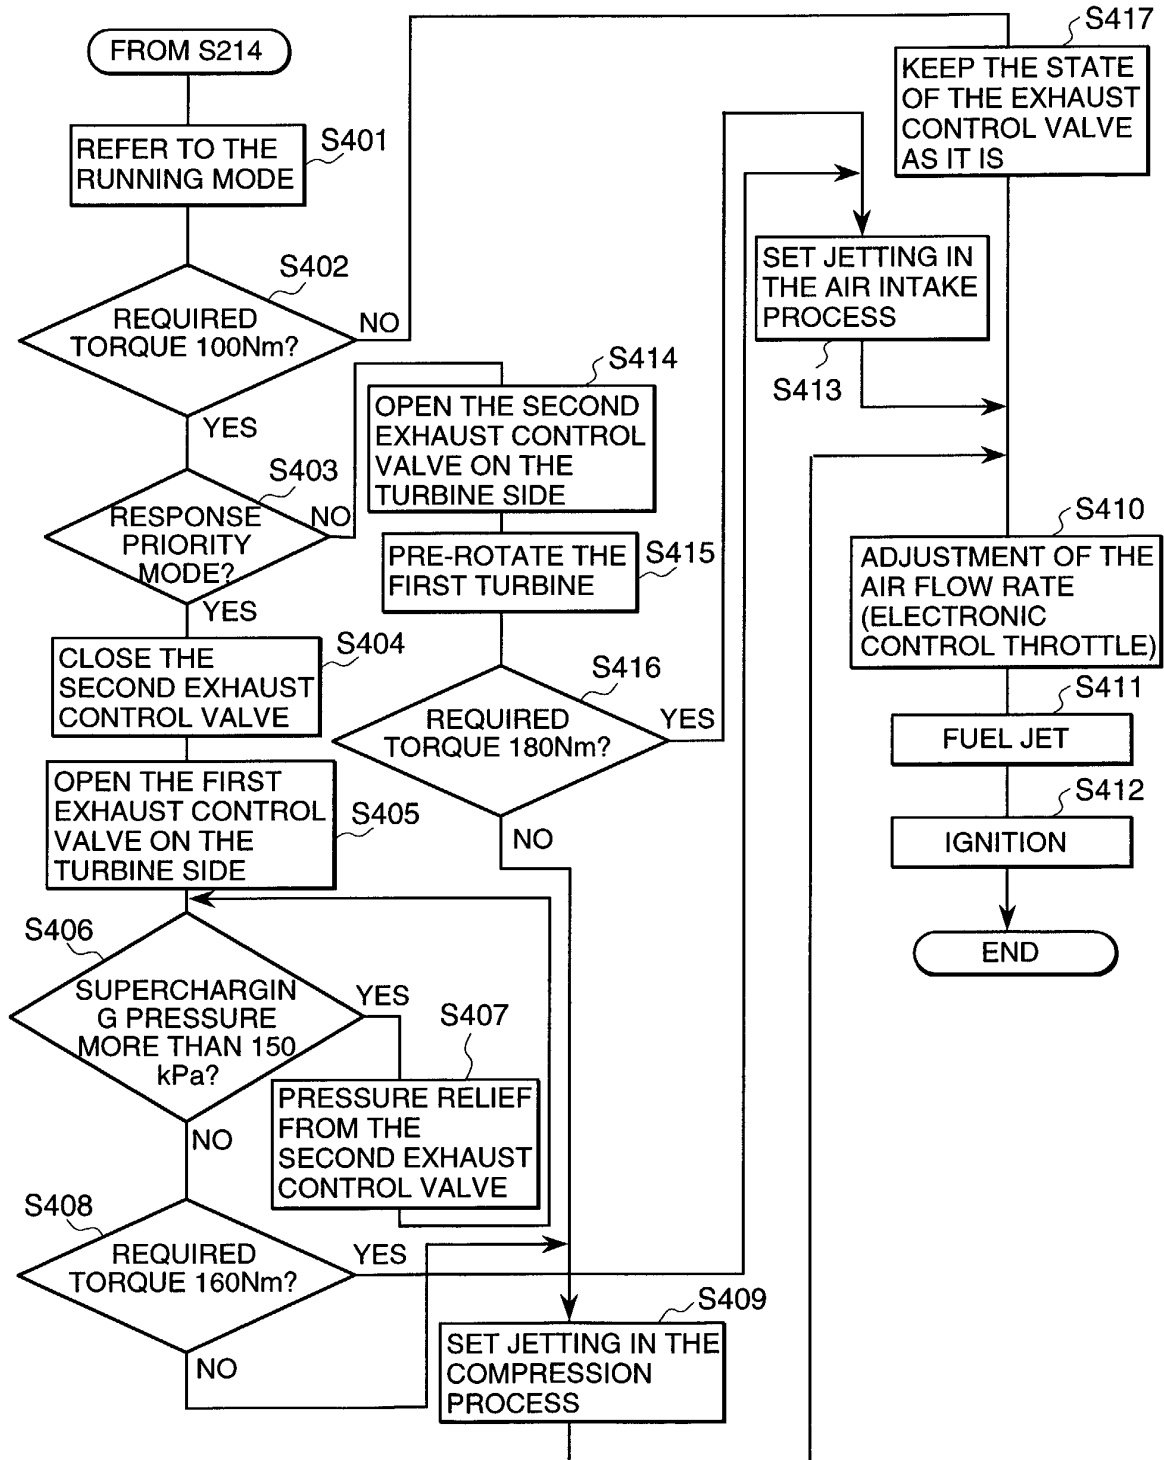 FROM S214
S401
REFER TO THE
RUNNING MODE
S402
REQUIRED
TORQUE 100Nm?
NO
YES
S403
RESPONSE
PRIORITY
MODE?
NO
YES
S404
CLOSE THE
SECOND EXHAUST
CONTROL VALVE
S405
OPEN THE FIRST
EXHAUST CONTROL
VALVE ON THE
TURBINE SIDE
S406
SUPERCHARGIN
G PRESSURE
MORE THAN 150
kPa?
YES
NO
S407
PRESSURE RELIEF
FROM THE
SECOND EXHAUST
CONTROL VALVE
S408
REQUIRED
TORQUE 160Nm?
YES
NO
S409
SET JETTING IN THE
COMPRESSION
PROCESS
S414
OPEN THE SECOND
EXHAUST CONTROL
VALVE ON THE
TURBINE SIDE
S415
PRE-ROTATE THE
FIRST TURBINE
S416
REQUIRED
TORQUE 180Nm?
YES
NO
SET JETTING IN
THE AIR INTAKE
PROCESS
S413
S417
KEEP THE STATE
OF THE EXHAUST
CONTROL VALVE
AS IT IS
S410
ADJUSTMENT OF THE
AIR FLOW RATE
(ELECTRONIC
CONTROL THROTTLE)
S411
FUEL JET
S412
IGNITION
END